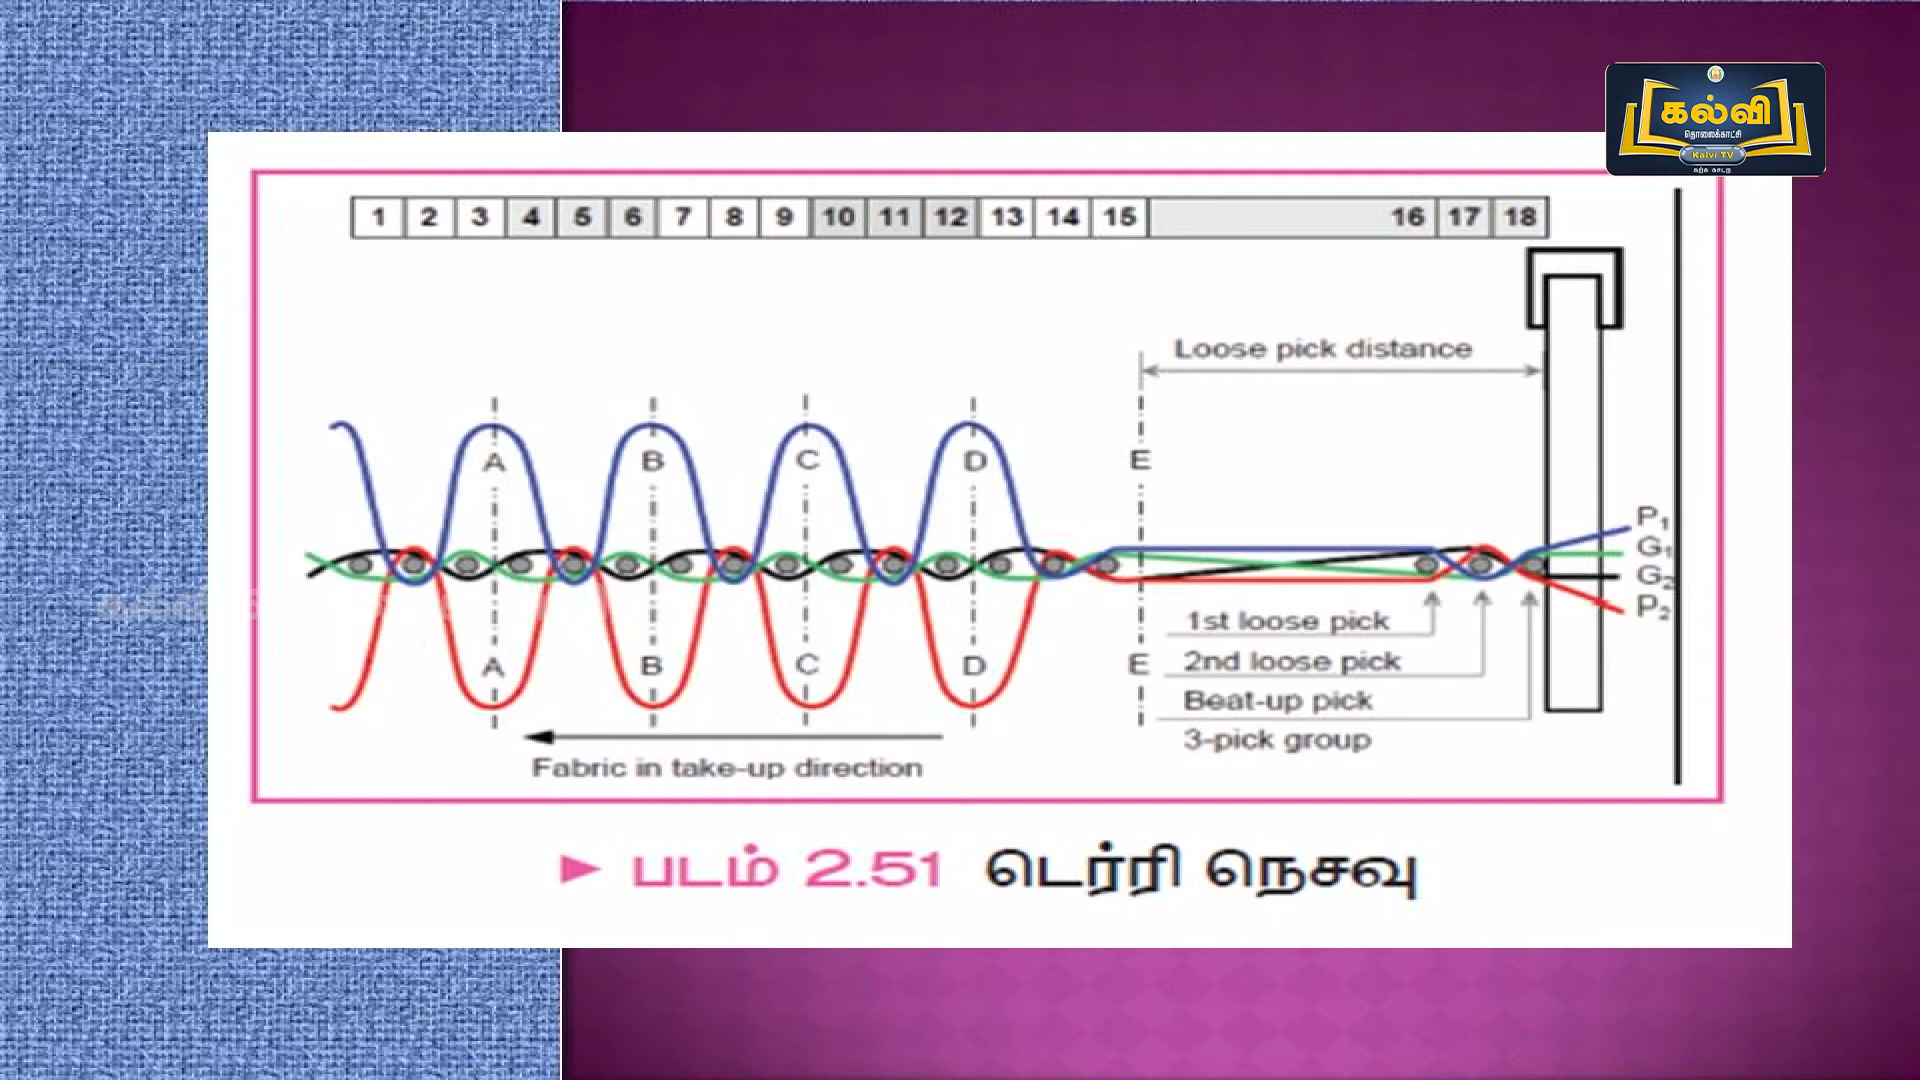 கல்வி
தொலைக்காட்சி
Kalvi TV
கற்க கசடற
1 2 3 4 5 6 7 8 9 10 11 12 13 14 15 16 17 18
Loose pick distance
A B C D E
P1
G1
G2
P2
1st loose pick
A B C D E 2nd loose pick
Beat-up pick
3-pick group
Fabric in take-up direction
► படம் 2.51 டெர்ரி நெசவு